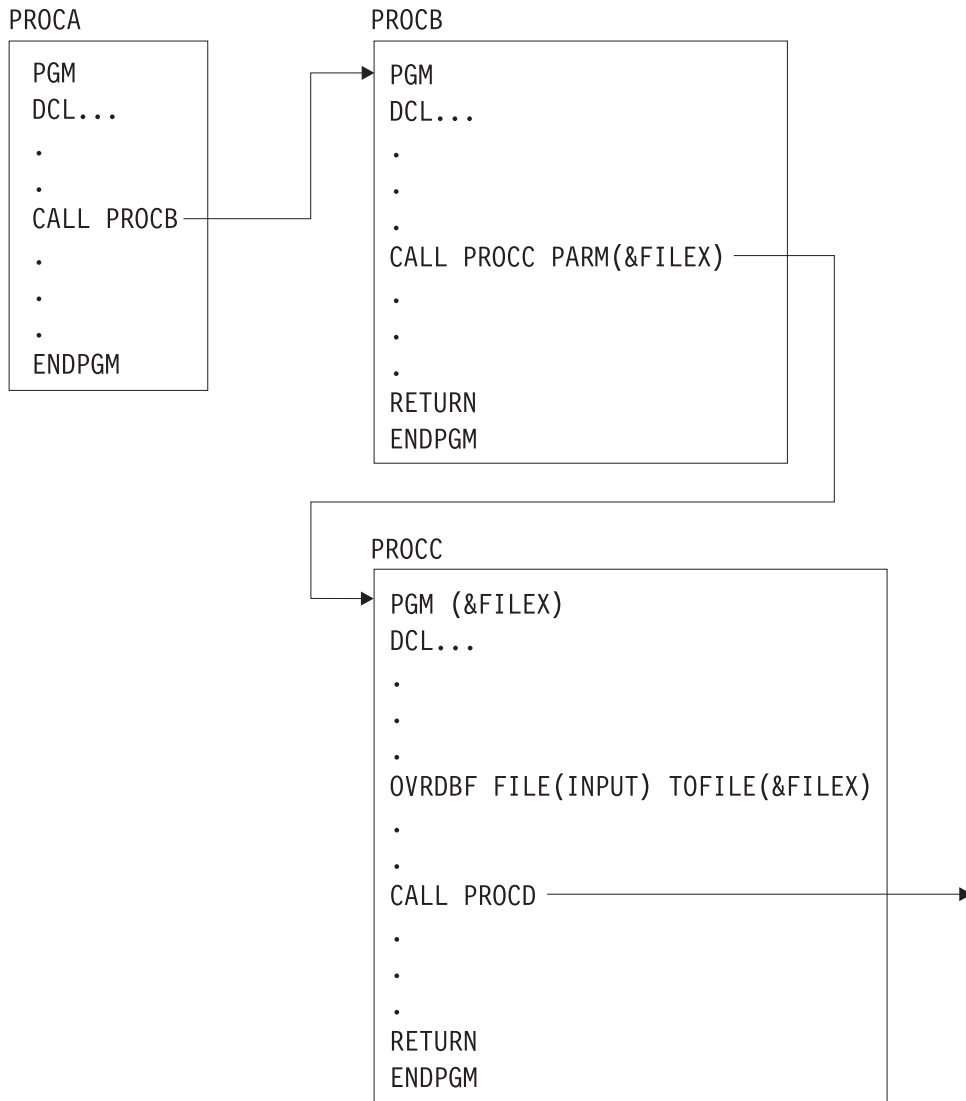 PROCA
PGM
DCL...
.
.
CALL PROCB
.
.
.
ENDPGM
PROCB
PGM
DCL...
.
.
.
CALL PROCC PARM(&FILEX)
.
.
.
RETURN
ENDPGM
PROCC
PGM (&FILEX)
DCL...
.
.
.
OVRDBF FILE(INPUT) TOFILE(&FILEX)
.
.
CALL PROCD
.
.
.
RETURN
ENDPGM